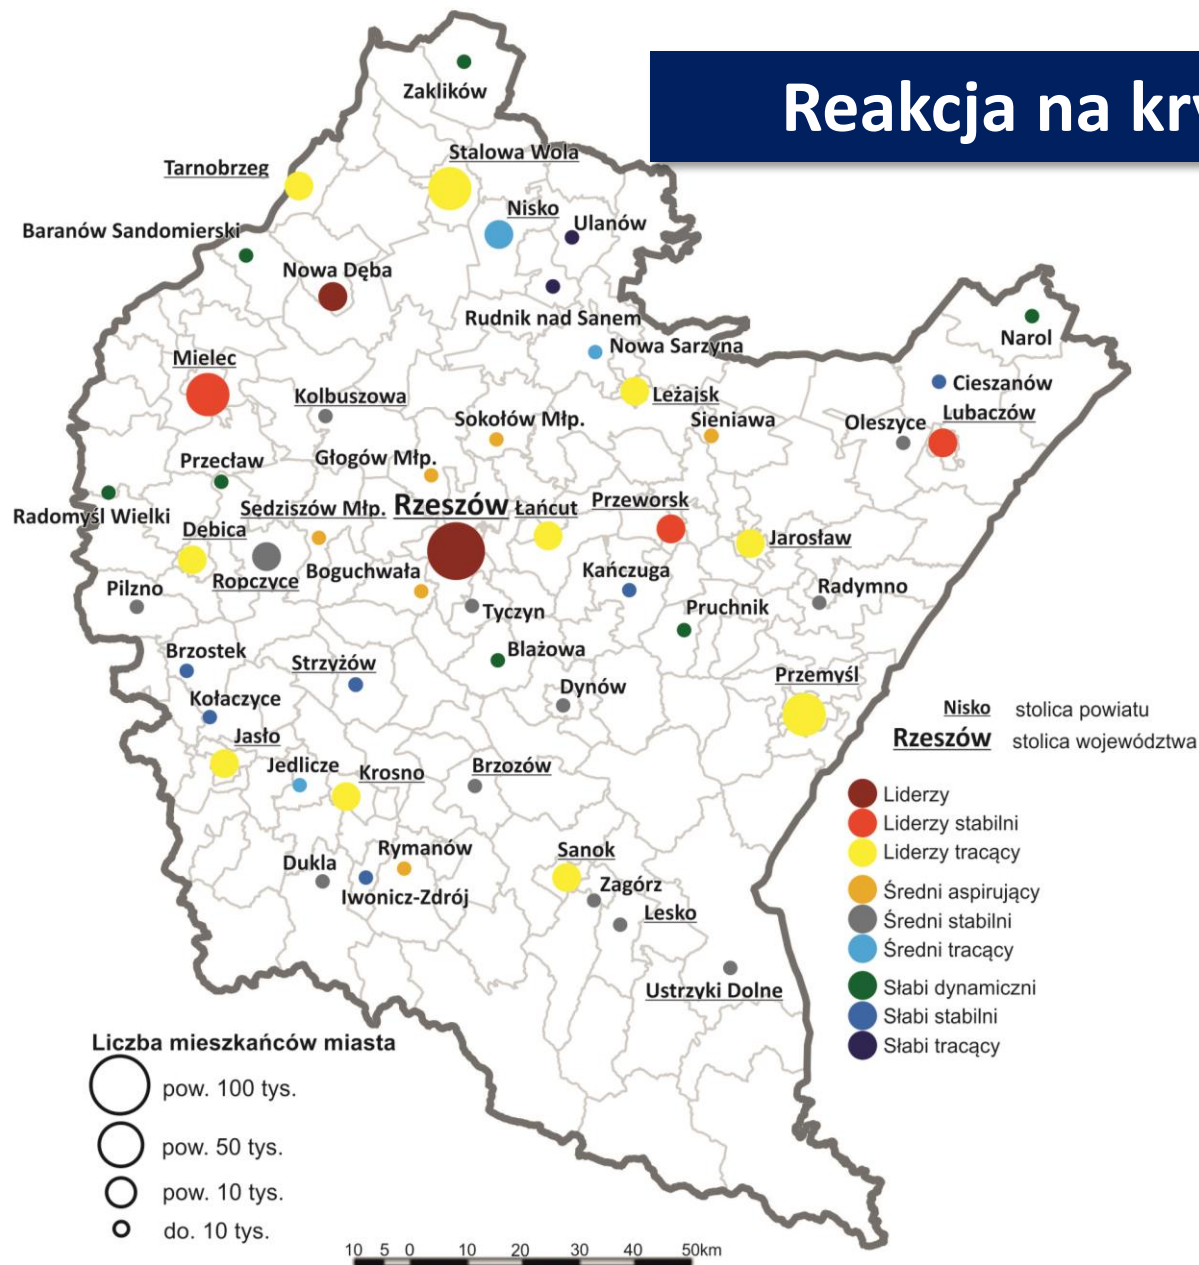 Reakcja na kry
Zaklików
Stalowa Wola
Tarnobrzeg
Nisko
Ulanów
Baranów Sandomierski
Nowa Dęba
Rudnik nad Sanem
Narol
Nowa Sarzyna
Mielec
Cieszanów
Kolbuszowa
Leżajsk
Lubaczów
Sokołów Młp.
Sieniawa
Oleszyce
Głogów Młp.
Przecław
Radomyśl Wielki
Sędziszów Młp.
Rzeszów
Łańcut
Przeworsk
Dębica
Jarosław
Boguchwała
Kańczuga
Ropczyce
Pilzno
Radymno
Tyczyn
Pruchnik
Brzostek
Strzyżów
Błażowa
Przemyśl
Dynów
Kołaczyce
Nisko stolica powiatu
Rzeszów stolica województwa
Jasło
Jedlicze
Krosno
Brzozów
Liderzy
Liderzy stabilni
Liderzy tracący
Średni aspirujący
Średni stabilni
Średni tracący
Słabi dynamiczni
Słabi stabilni
Słabi tracący
Dukla
Rymanów
Sanok
Iwonicz-Zdrój
Zagórz
Lesko
Ustrzyki Dolne
Liczba mieszkańców miasta
pow. 100 tys.
pow. 50 tys.
pow. 10 tys.
do. 10 tys.
10 5 0 10 20 30 40 50km